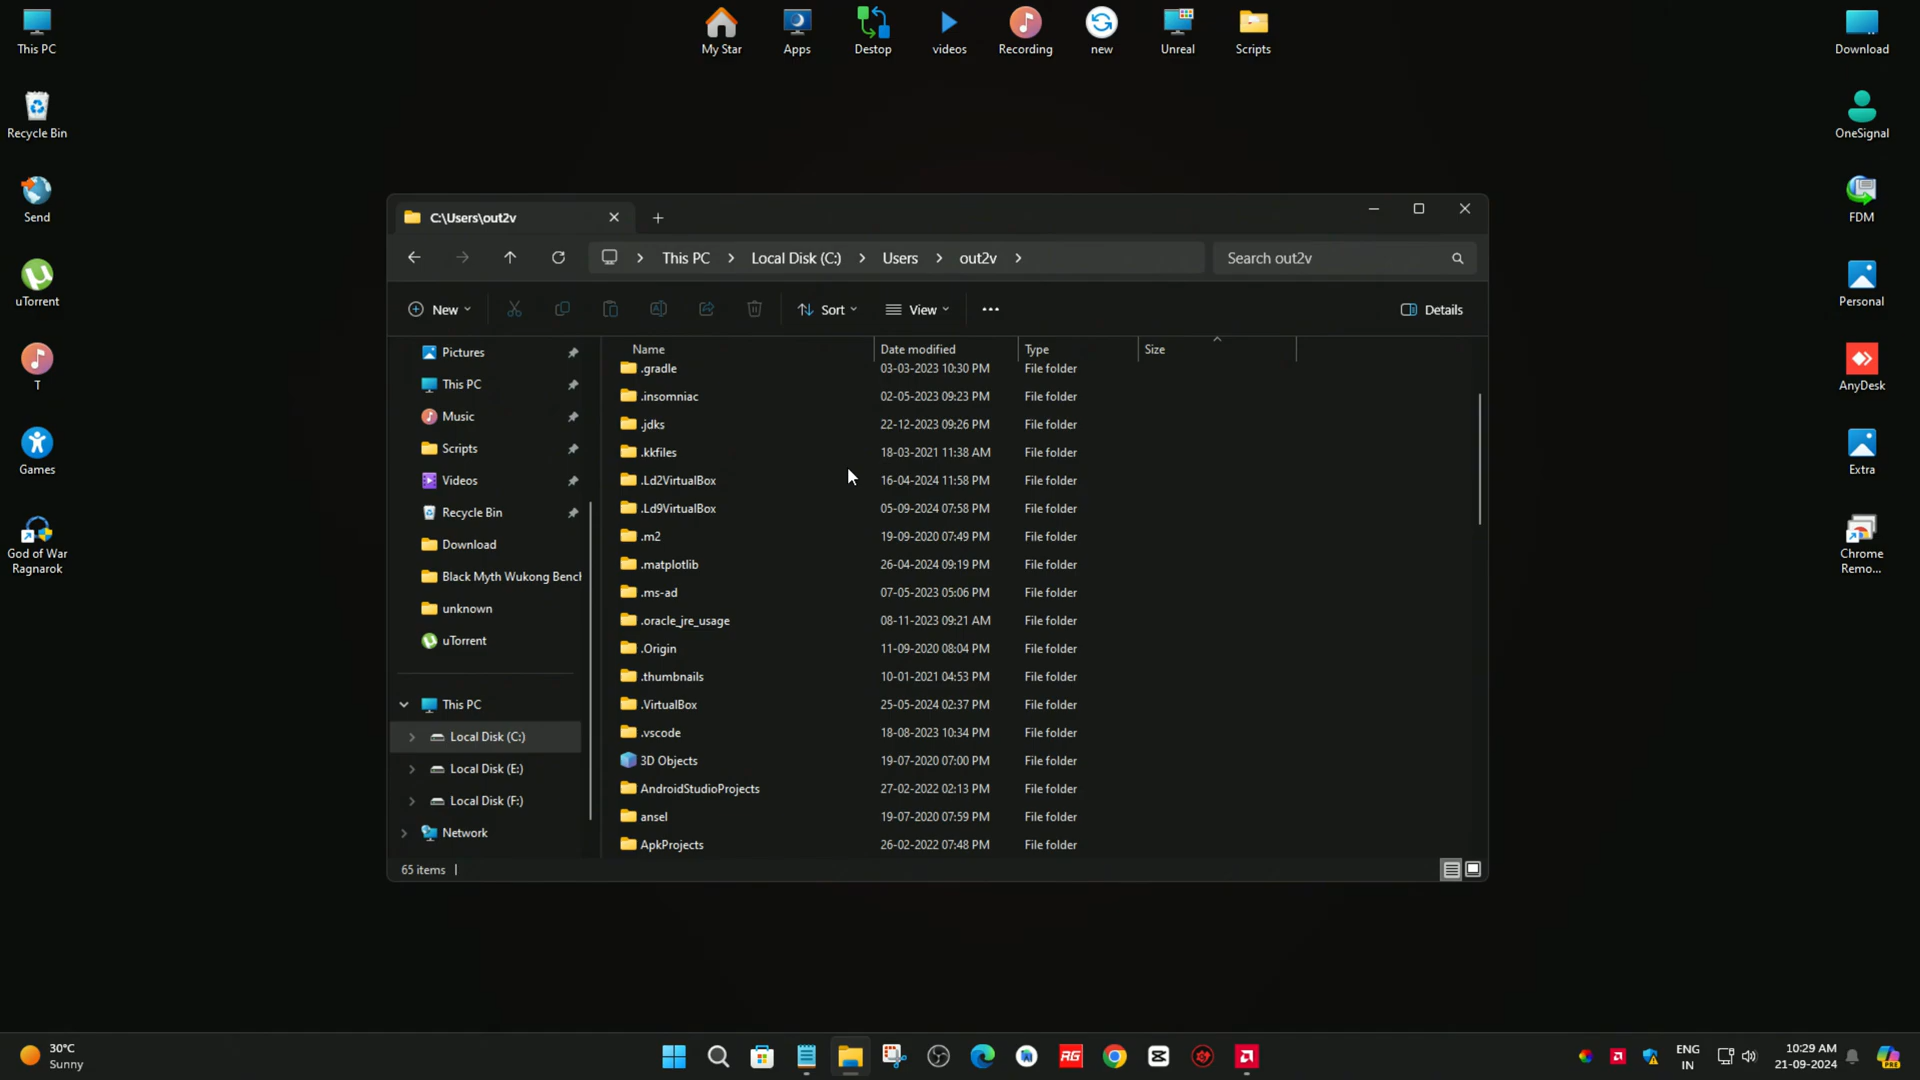 This PC
Recycle Bin
Send
uTorrent
T
Games
God of War
Ragnarok
My Star
Apps
Destop
videos
Recording
new
Unreal
Scripts
Download
OneSignal
FDM
Personal
AnyDesk
Extra
Chrome
Remo...
C:\Users\out2v
This PC
Local Disk (C:)
Users
out2v
Search out2v
New
Sort
View
Details
Pictures
This PC
Music
Scripts
Videos
Recycle Bin
Download
Black Myth Wukong Bencl
unknown
uTorrent
This PC
Local Disk (C:)
Local Disk (E:)
Local Disk (F:)
Network
Name Date modified Type Size
.gradle 03-03-2023 10:30 PM File folder
.insomniac 02-05-2023 09:23 PM File folder
.jdks 22-12-2023 09:26 PM File folder
.kkfiles 18-03-2021 11:38 AM File folder
.Ld2VirtualBox 16-04-2024 11:58 PM File folder
.Ld9VirtualBox 05-09-2024 07:58 PM File folder
.m2 19-09-2020 07:49 PM File folder
.matplotlib 26-04-2024 09:19 PM File folder
.ms-ad 07-05-2023 05:06 PM File folder
.oracle_jre_usage 08-11-2023 09:21 AM File folder
.Origin 11-09-2020 08:04 PM File folder
.thumbnails 10-01-2021 04:53 PM File folder
.VirtualBox 25-05-2024 02:37 PM File folder
.vscode 18-08-2023 10:34 PM File folder
3D Objects 19-07-2020 07:00 PM File folder
AndroidStudioProjects 27-02-2022 02:13 PM File folder
ansel 19-07-2020 07:59 PM File folder
ApkProjects 26-02-2022 07:48 PM File folder
65 items
30°C
Sunny
RG
ENG
IN
10:29 AM
21-09-2024
PRE